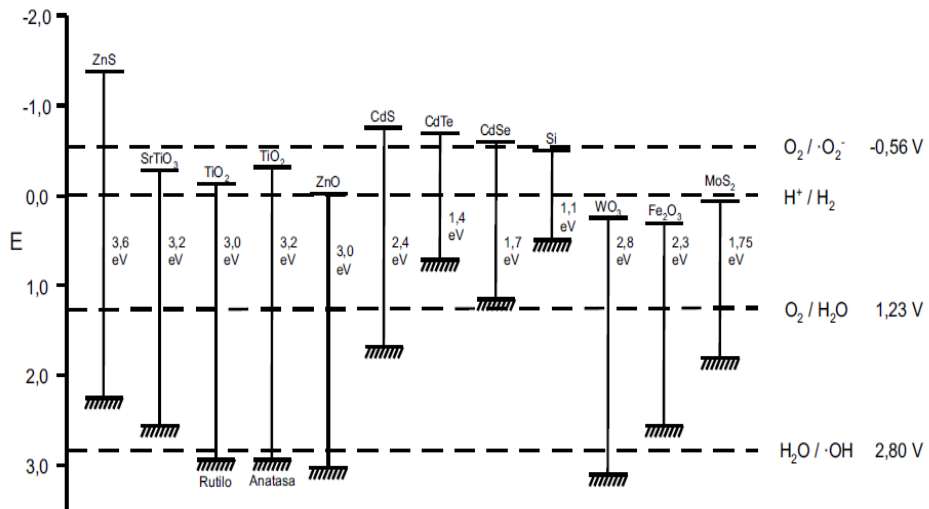 -2,0
-1,0
0,0
1,0
2,0
3,0
E
ZnS
3,6
eV
SrTiO₃
3,2
eV
TiO₂
3,0
eV
Rutilo
TiO₂
3,2
eV
Anatasa
ZnO
3,0
eV
CdS
2,4
eV
CdTe
1,4
eV
CdSe
1,7
eV
Si
1,1
eV
WO₃
2,8
eV
Fe₂O₃
2,3
eV
MoS₂
1,75
eV
O₂ / ·O₂⁻ -0,56 V
H⁺ / H₂
O₂ / H₂O 1,23 V
H₂O / ·OH 2,80 V